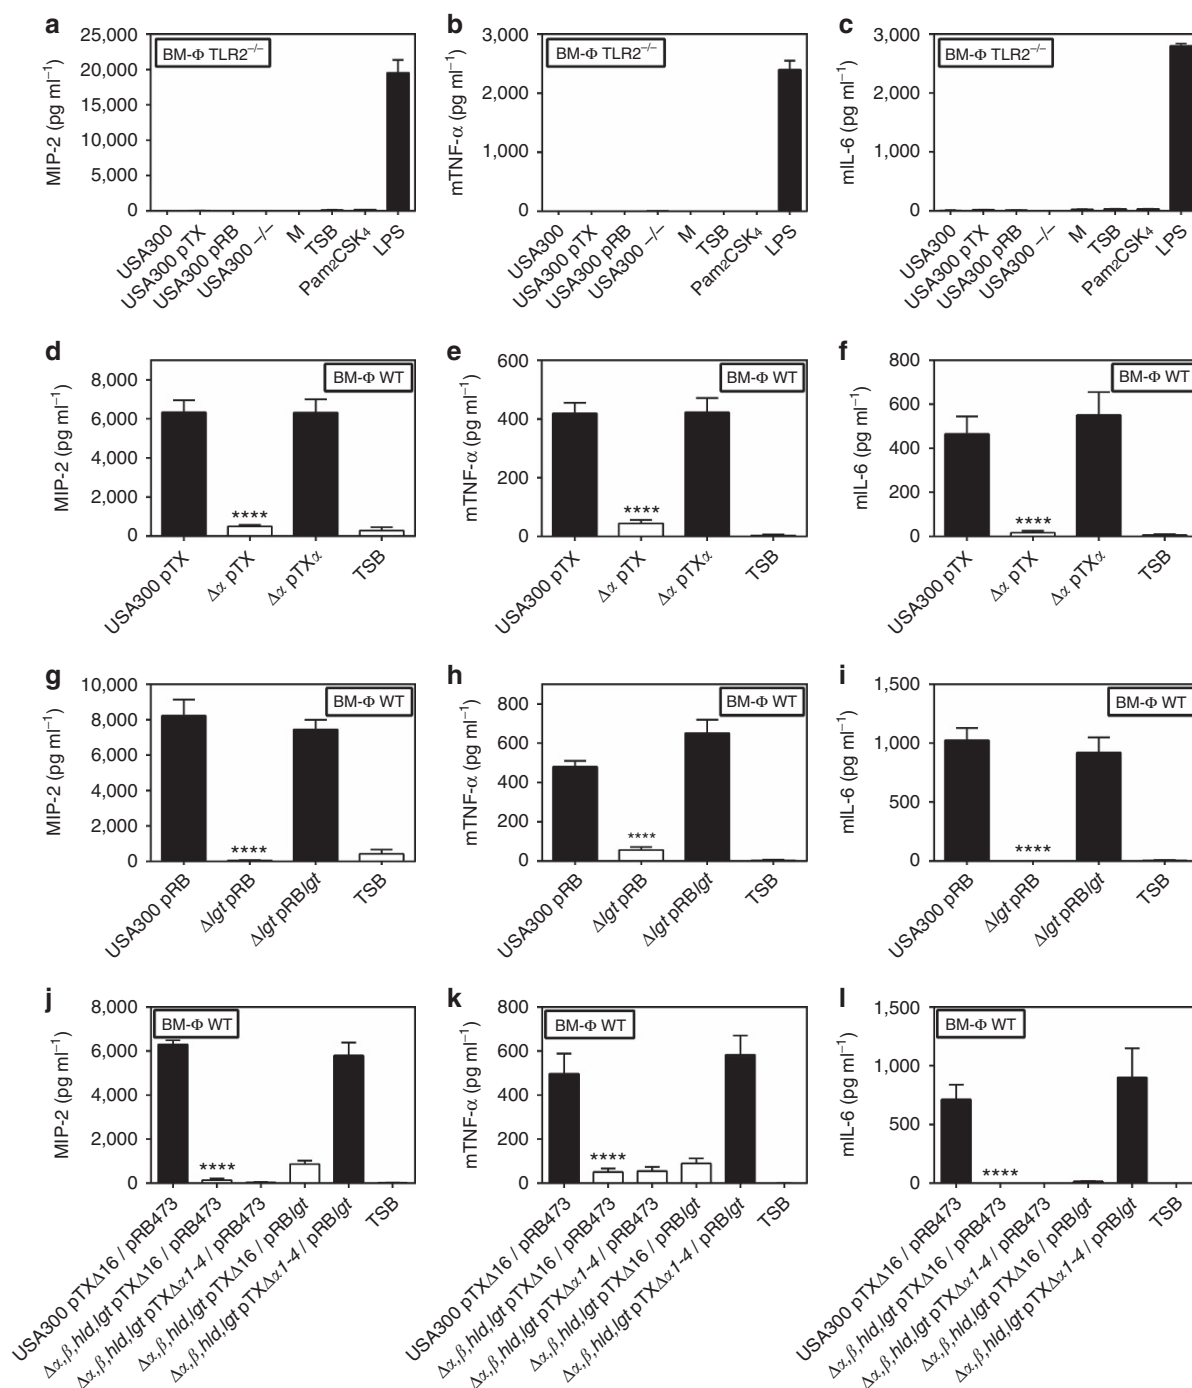 a
MIP-2 (pg ml⁻¹)
25,000
20,000
15,000
10,000
5,000
0
BM-Φ TLR2⁻/⁻
USA300
USA300 pTX
USA300 pRB
USA300 –/–
M
TSB
Pam₂CSK₄
LPS
b
mTNF-α (pg ml⁻¹)
3,000
2,000
1,000
0
BM-Φ TLR2⁻/⁻
USA300
USA300 pTX
USA300 pRB
USA300 –/–
M
TSB
Pam₂CSK₄
LPS
c
mIL-6 (pg ml⁻¹)
3,000
2,000
1,000
0
BM-Φ TLR2⁻/⁻
USA300
USA300 pTX
USA300 pRB
USA300 –/–
M
TSB
Pam₂CSK₄
LPS
d
MIP-2 (pg ml⁻¹)
8,000
6,000
4,000
2,000
0
BM-Φ WT
****
USA300 pTX
Δα pTX
Δα pTXα
TSB
e
mTNF-α (pg ml⁻¹)
600
400
200
0
BM-Φ WT
****
USA300 pTX
Δα pTX
Δα pTXα
TSB
f
mIL-6 (pg ml⁻¹)
800
600
400
200
0
BM-Φ WT
****
USA300 pTX
Δα pTX
Δα pTXα
TSB
g
MIP-2 (pg ml⁻¹)
10,000
8,000
6,000
4,000
2,000
0
BM-Φ WT
****
USA300 pRB
Δlgt pRB
Δlgt pRBlgt
TSB
h
mTNF-α (pg ml⁻¹)
800
600
400
200
0
BM-Φ WT
****
USA300 pRB
Δlgt pRB
Δlgt pRBlgt
TSB
i
mIL-6 (pg ml⁻¹)
1,500
1,000
500
0
BM-Φ WT
****
USA300 pRB
Δlgt pRB
Δlgt pRBlgt
TSB
j
MIP-2 (pg ml⁻¹)
8,000
6,000
4,000
2,000
0
BM-Φ WT
****
USA300 pTXΔ16 / pRB473
Δα,β,hld,lgt pTXΔ16 / pRB473
Δα,β,hld,lgt pTXΔα1-4 / pRB473
Δα,β,hld,lgt pTXΔ16 / pRBlgt
Δα,β,hld,lgt pTXΔα1-4 / pRBlgt
TSB
k
mTNF-α (pg ml⁻¹)
800
600
400
200
0
BM-Φ WT
****
USA300 pTXΔ16 / pRB473
Δα,β,hld,lgt pTXΔ16 / pRB473
Δα,β,hld,lgt pTXΔα1-4 / pRB473
Δα,β,hld,lgt pTXΔ16 / pRBlgt
Δα,β,hld,lgt pTXΔα1-4 / pRBlgt
TSB
l
mIL-6 (pg ml⁻¹)
1,500
1,000
500
0
BM-Φ WT
****
USA300 pTXΔ16 / pRB473
Δα,β,hld,lgt pTXΔ16 / pRB473
Δα,β,hld,lgt pTXΔα1-4 / pRB473
Δα,β,hld,lgt pTXΔ16 / pRBlgt
Δα,β,hld,lgt pTXΔα1-4 / pRBlgt
TSB